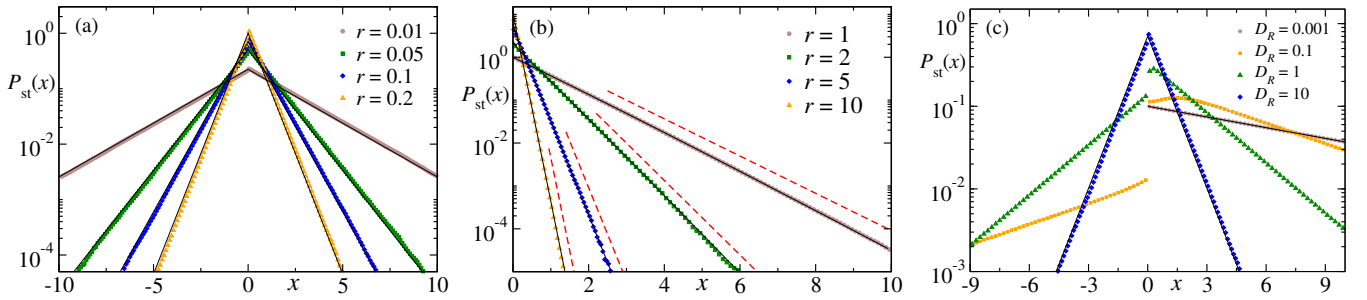 (a)
r = 0.01
r = 0.05
r = 0.1
r = 0.2
P_st(x)
10^0
10^-2
10^-4
-10 -5 0 5 10
x
(b)
r = 1
r = 2
r = 5
r = 10
P_st(x)
10^0
10^-2
10^-4
0 2 4 6 8 10
x
(c)
D_R = 0.001
D_R = 0.1
D_R = 1
D_R = 10
P_st(x)
10^0
10^-1
10^-2
10^-3
-9 -6 -3 0 3 6 9
x